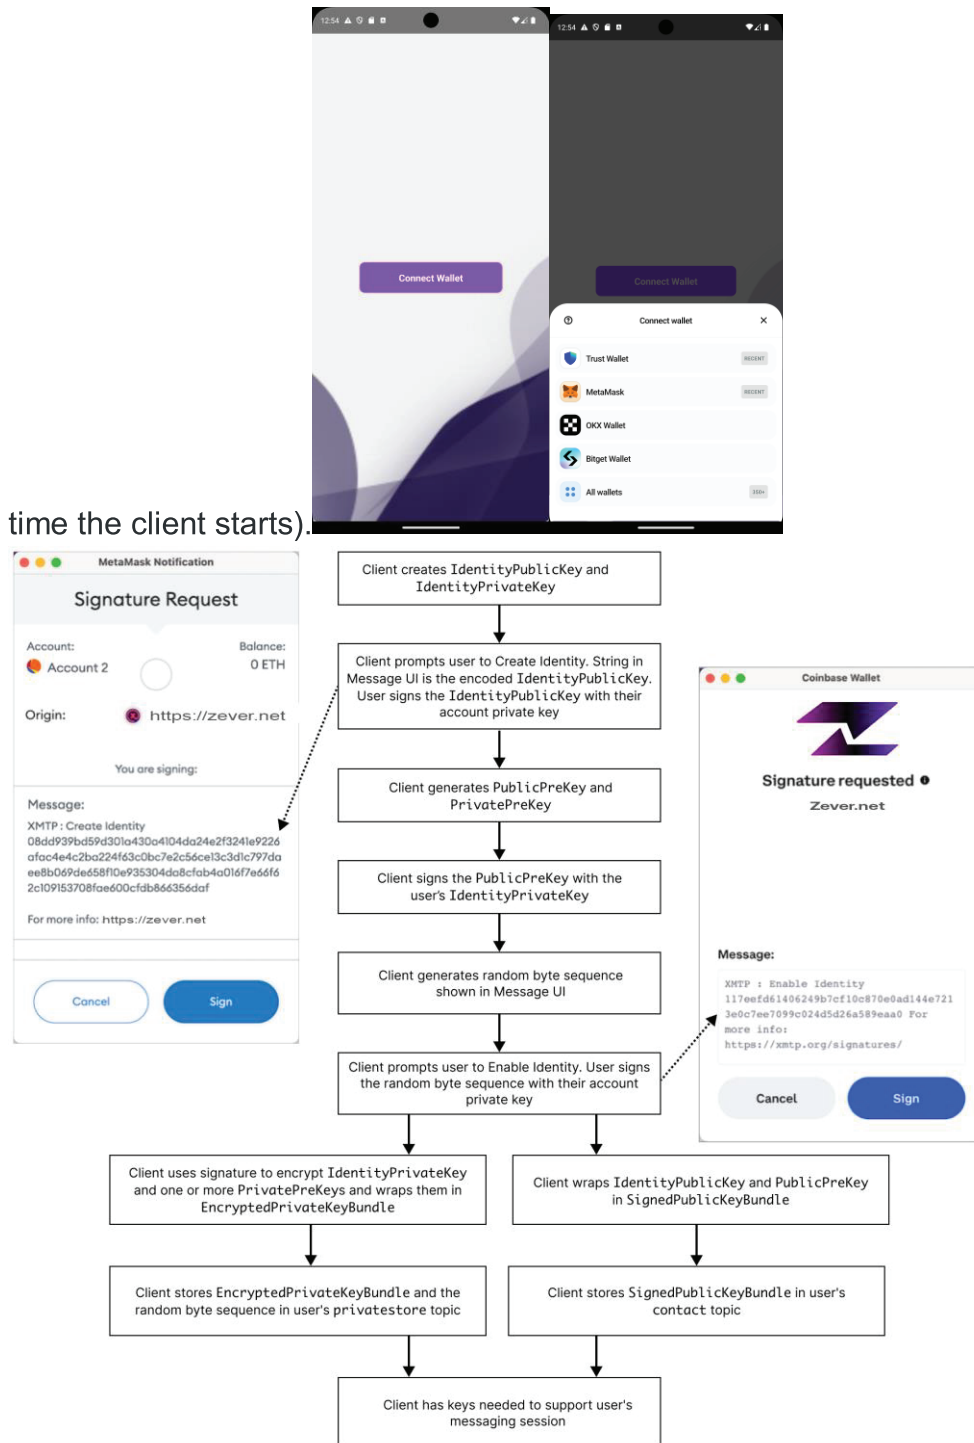 12:54
12:54
Connect Wallet
Connect Wallet
Connect wallet
Trust Wallet
RECENT
MetaMask
RECENT
OKX Wallet
Bitget Wallet
All wallets
350+
time the client starts).
MetaMask Notification
Signature Request
Account:
Balance:
Account 2
0 ETH
Origin:
https://zever.net
You are signing:
Message:
XMTP : Create Identity
08dd939bd59d301a430a4104da24e2f3241e9226
afac4e4c2ba224f63c0bc7e2c56ce13c3d1c797da
ee8b069de658f10e935304da8cfab4a016f7e66f6
2c109153708fae600cfdb866356daf
For more info: https://zever.net
Cancel
Sign
Client creates IdentityPublicKey and
IdentityPrivateKey
Client prompts user to Create Identity. String in
Message UI is the encoded IdentityPublicKey.
User signs the IdentityPublicKey with their
account private key
Client generates PublicPreKey and
PrivatePreKey
Client signs the PublicPreKey with the
user's IdentityPrivateKey
Client generates random byte sequence
shown in Message UI
Client prompts user to Enable Identity. User signs
the random byte sequence with their account
private key
Coinbase Wallet
Signature requested
Zever.net
Message:
XMTP : Enable Identity
117eefd61406249b7cf10c870e0ad144e721
3e0c7ee7099c024d5d26a589eaa0 For
more info:
https://xmtp.org/signatures/
Cancel
Sign
Client uses signature to encrypt IdentityPrivateKey
and one or more PrivatePreKeys and wraps them in
EncryptedPrivateKeyBundle
Client wraps IdentityPublicKey and PublicPreKey
in SignedPublicKeyBundle
Client stores EncryptedPrivateKeyBundle and the
random byte sequence in user's privatestore topic
Client stores SignedPublicKeyBundle in user's
contact topic
Client has keys needed to support user's
messaging session